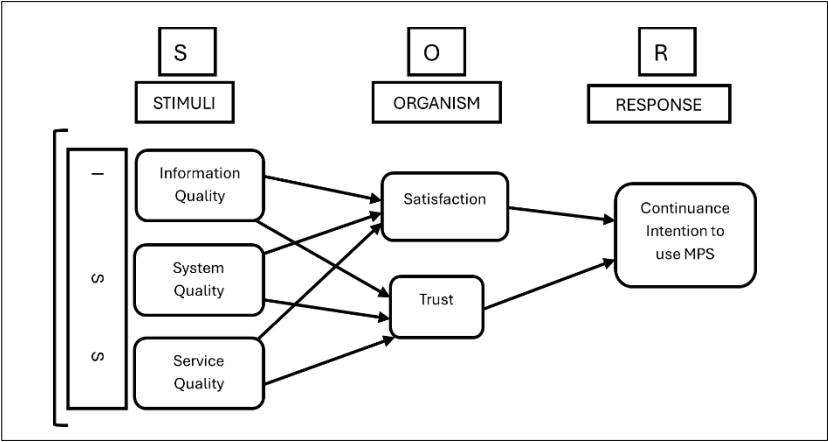 S
O
R
STIMULI
ORGANISM
RESPONSE
I
S
S
Information
Quality
System
Quality
Service
Quality
Satisfaction
Trust
Continuance
Intention to
use MPS